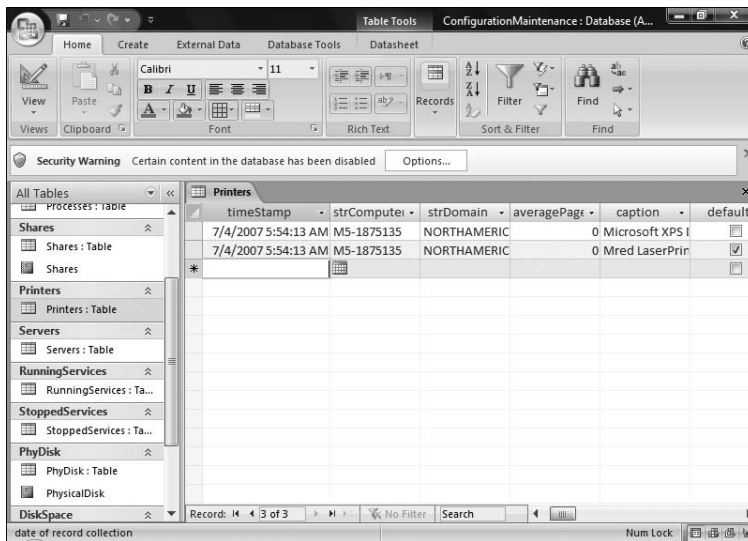 Table Tools ConfigurationMaintenance : Database (A...
Home Create External Data Database Tools Datasheet
Calibri 11
View Paste B I U Records Filter Find
Views Clipboard Font Rich Text Sort & Filter Find
Security Warning Certain content in the database has been disabled Options...
All Tables Printers
timeStamp strComputer strDomain averagePage caption default
7/4/2007 5:54:13 AM M5-1875135 NORTHAMERIC 0 Microsoft XPS
7/4/2007 5:54:13 AM M5-1875135 NORTHAMERIC 0 Mred LaserPrin
Processes : Table
Shares
Shares : Table
Shares
Printers
Printers : Table
Servers
Servers : Table
RunningServices
RunningServices : Ta...
StoppedServices
StoppedServices : Ta...
PhyDisk
PhyDisk : Table
PhysicalDisk
DiskSpace
Record: 3 of 3 No Filter Search
date of record collection Num Lock